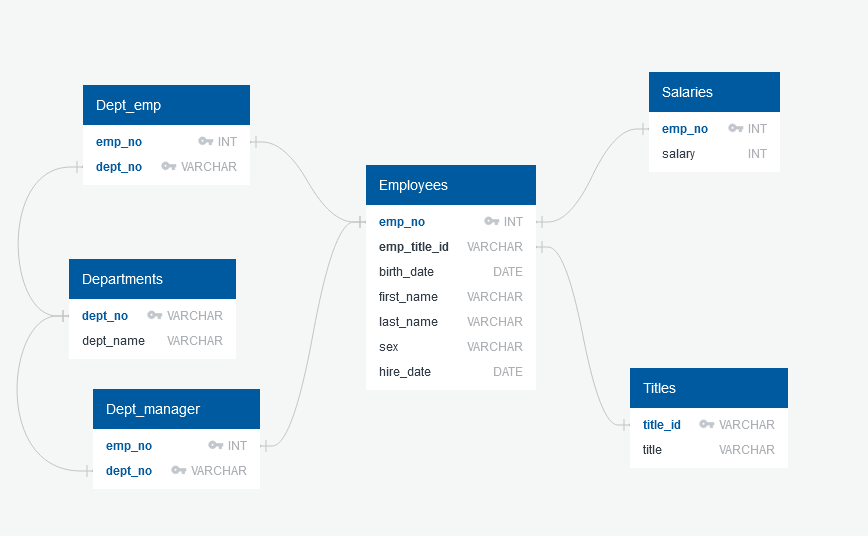 Dept_emp
emp_no INT
dept_no VARCHAR
Departments
dept_no VARCHAR
dept_name VARCHAR
Dept_manager
emp_no INT
dept_no VARCHAR
Employees
emp_no INT
emp_title_id VARCHAR
birth_date DATE
first_name VARCHAR
last_name VARCHAR
sex VARCHAR
hire_date DATE
Salaries
emp_no INT
salary INT
Titles
title_id VARCHAR
title VARCHAR